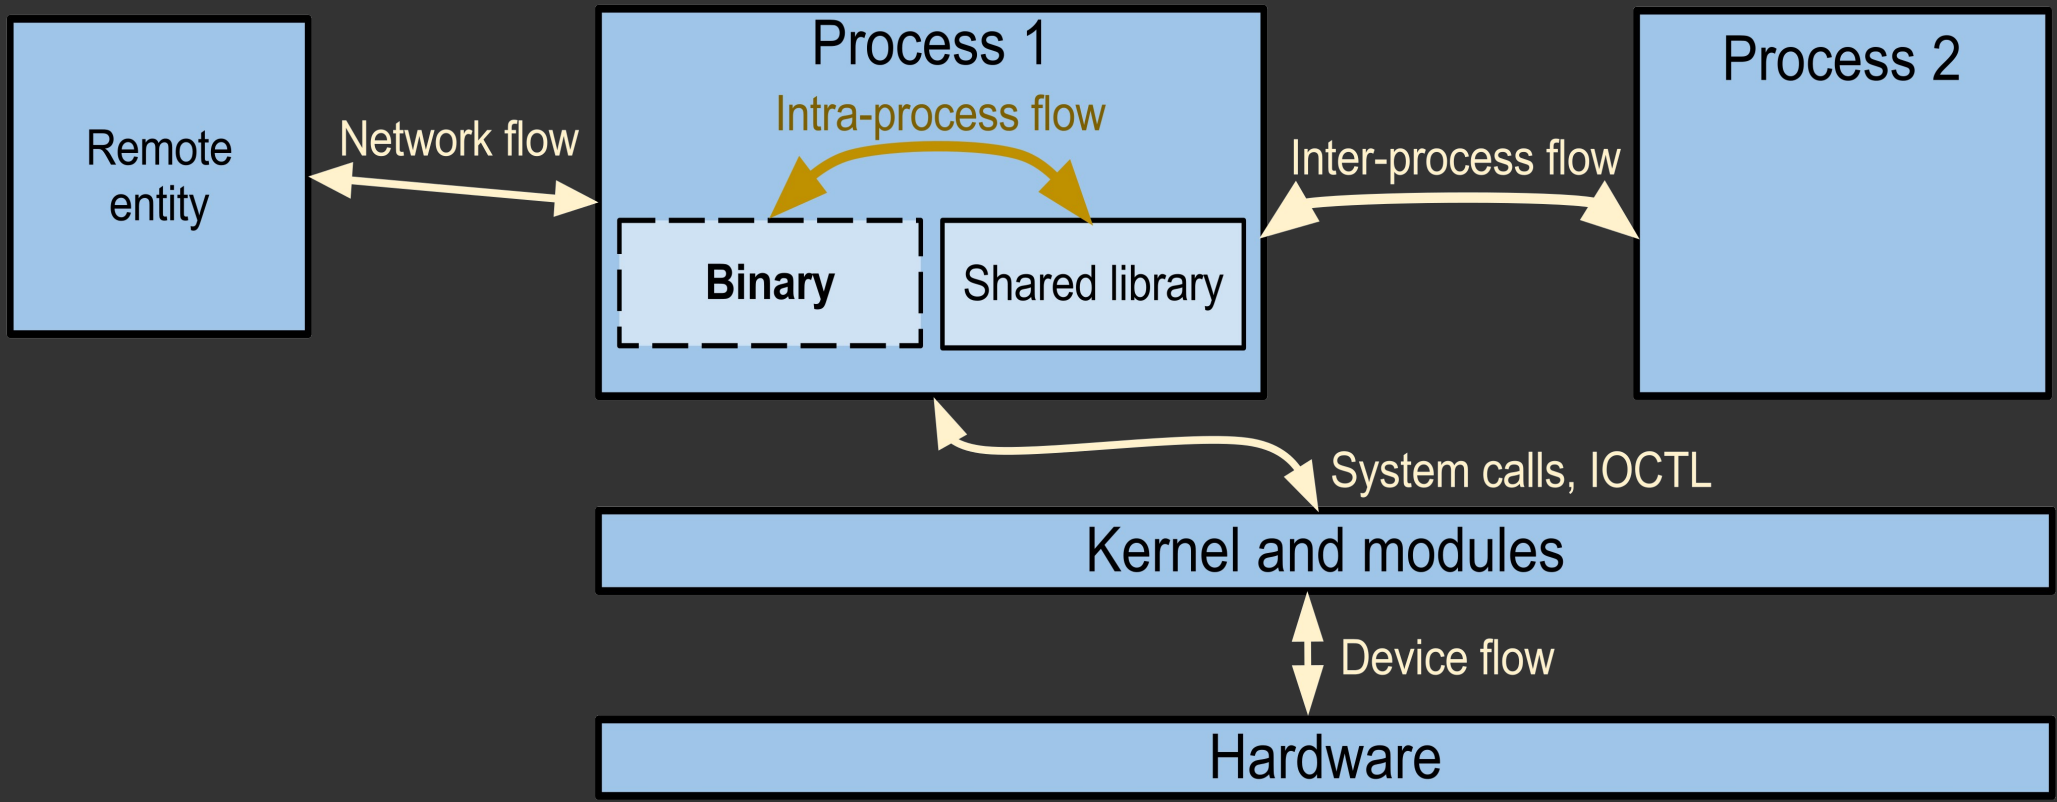 Remote
entity
Network flow
Process 1
Intra-process flow
Binary
Shared library
Inter-process flow
Process 2
System calls, IOCTL
Kernel and modules
Device flow
Hardware